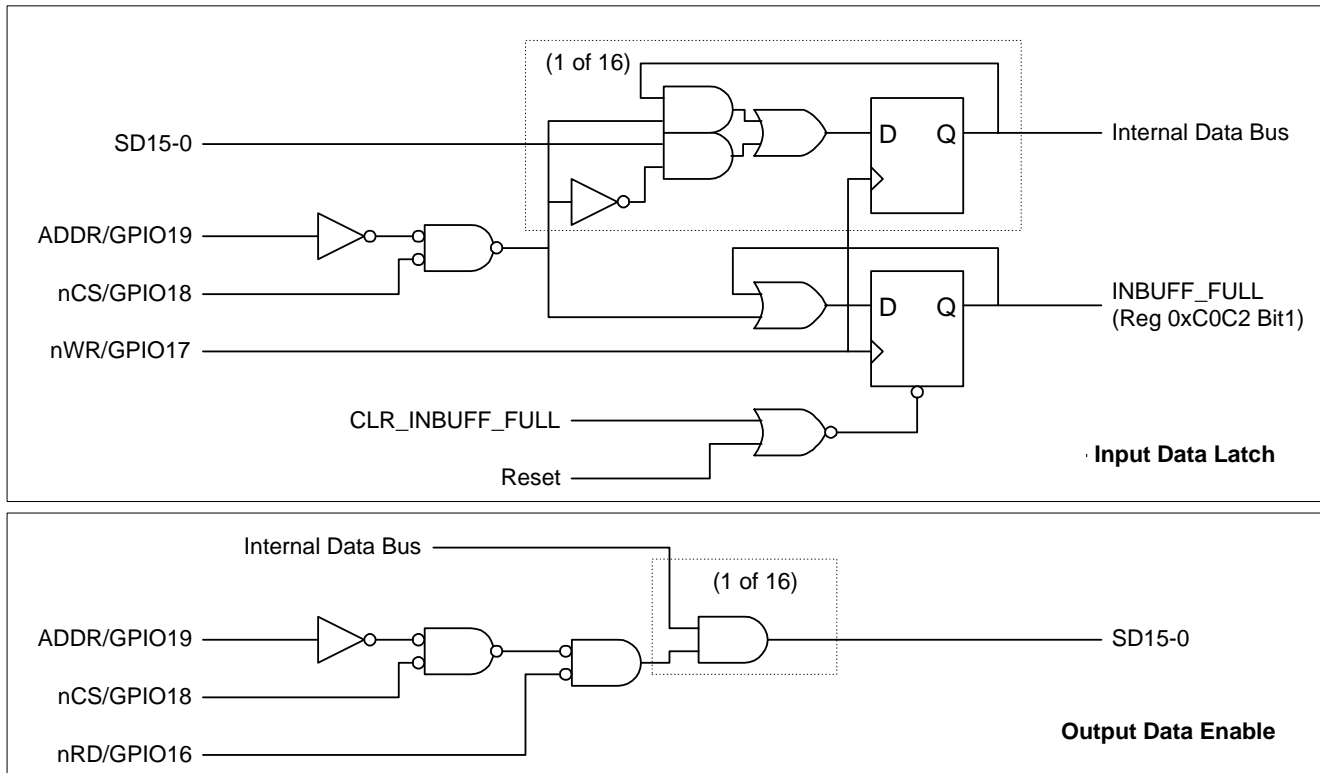 (1 of 16)
SD15-0
D Q
Internal Data Bus
ADDR/GPIO19
nCS/GPIO18
D Q
INBUFF_FULL
(Reg 0xC0C2 Bit1)
nWR/GPIO17
CLR_INBUFF_FULL
Reset
Input Data Latch
Internal Data Bus
(1 of 16)
ADDR/GPIO19
SD15-0
nCS/GPIO18
nRD/GPIO16
Output Data Enable